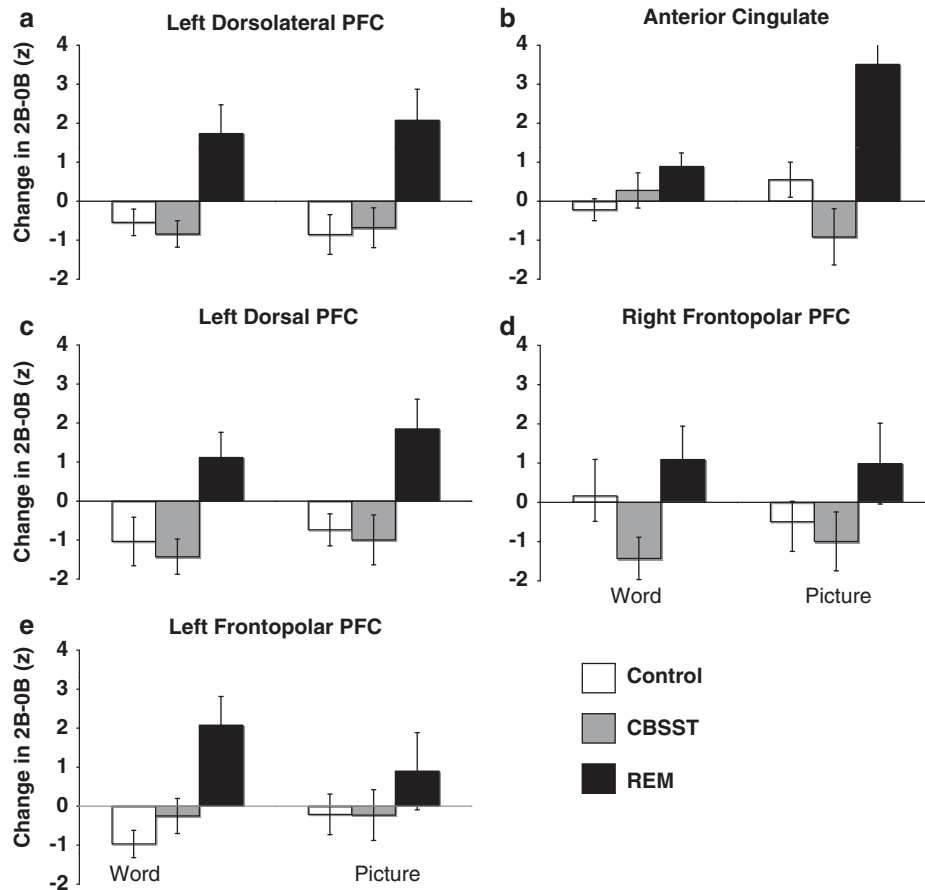 a
Left Dorsolateral PFC
Change in 2B-0B (z)
4
3
2
1
0
-1
-2
b
Anterior Cingulate
4
3
2
1
0
-1
-2
c
Left Dorsal PFC
Change in 2B-0B (z)
4
3
2
1
0
-1
-2
d
Right Frontopolar PFC
4
3
2
1
0
-1
-2
Word Picture
e
Left Frontopolar PFC
Change in 2B-0B (z)
4
3
2
1
0
-1
-2
Word Picture
Control
CBSST
REM